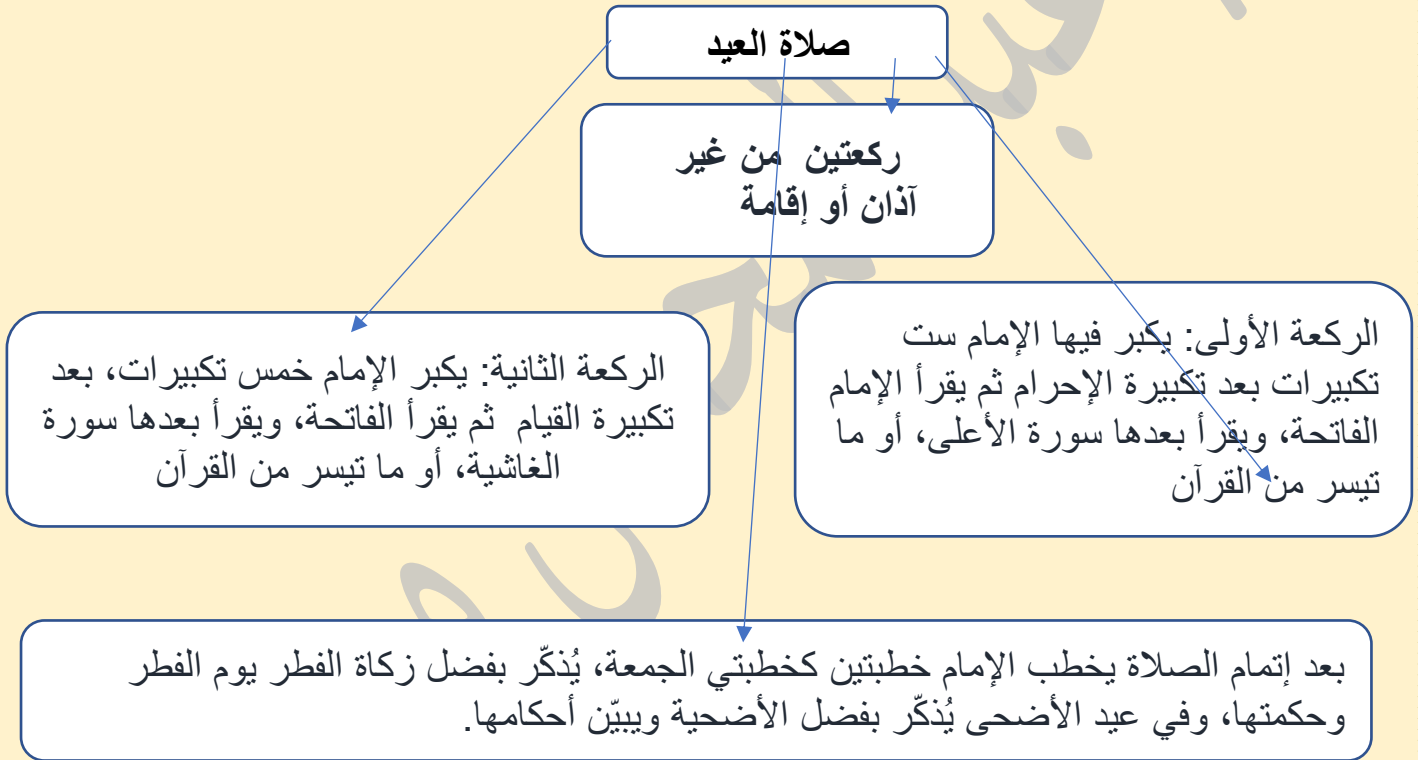 صلاة العيد
ركعتين من غير
آذان أو إقامة
الركعة الأولى: يكبر فيها الإمام ست
تكبيرات بعد تكبيرة الإحرام ثم يقرأ الإمام
الفاتحة، ويقرأ بعدها سورة الأعلى، أو ما
تيسر من القرآن
الركعة الثانية: يكبر الإمام خمس تكبيرات، بعد
تكبيرة القيام ثم يقرأ الفاتحة، ويقرأ بعدها سورة
الغاشية، أو ما تيسر من القرآن
بعد إتمام الصلاة يخطب الإمام خطبتين كخطبتي الجمعة، يُذكّر بفضل زكاة الفطر يوم الفطر
وحكمتها، وفي عيد الأضحى يُذكّر بفضل الأضحية ويبيّن أحكامها.